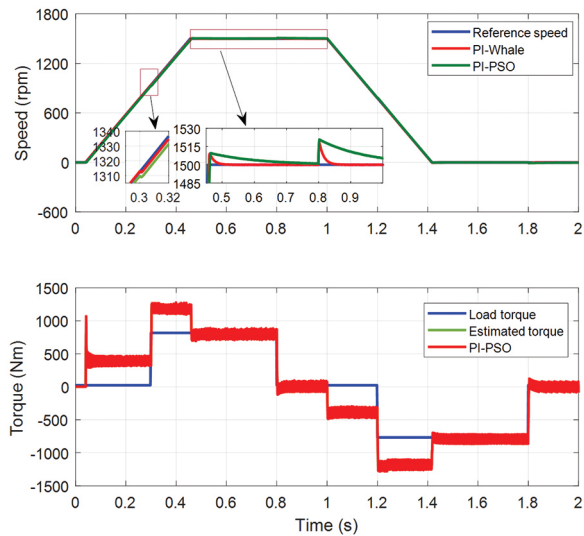 1800
1200
600
0
-600
Speed (rpm)
Reference speed
PI-Whale
PI-PSO
1340
1330
1320
1310
0.3 0.32
1530
1515
1500
1485
0.5 0.6 0.7 0.8 0.9
0 0.2 0.4 0.6 0.8 1 1.2 1.4 1.6 1.8 2
1500
1000
500
0
-500
-1000
-1500
Torque (Nm)
Load torque
Estimated torque
PI-PSO
0 0.2 0.4 0.6 0.8 1 1.2 1.4 1.6 1.8 2
Time (s)